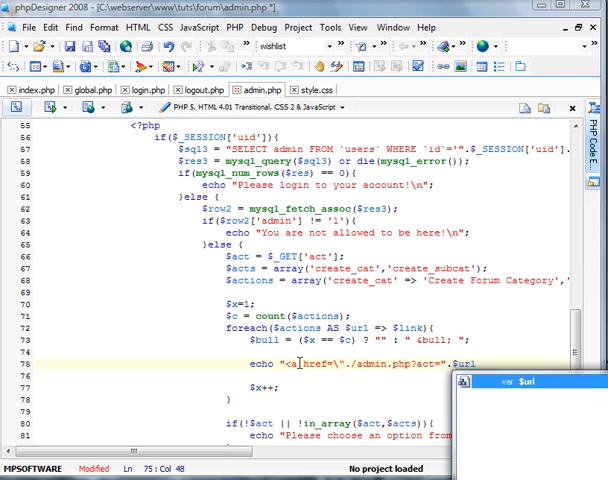 phpDesigner 2008 - [C:\webserver\www\tuts\forum\admin.php *]
File Edit Find Format HTML CSS JavaScript PHP Debug Project Tools Window Help
wishlist
index.php global.php login.php logout.php admin.php style.css
PHP 5, HTML 4.01 Transitional, CSS 2 & JavaScript
55 <?php
56 if($_SESSION['uid']){
57 $sql3 = "SELECT admin FROM `users` WHERE `id`='".$_SESSION['uid'].
58 $res3 = mysql_query($sql3) or die(mysql_error());
59 if(mysql_num_rows($res) == 0){
60 echo "Please login to your account!\n";
61 }else {
62 $row2 = mysql_fetch_assoc($res3);
63 if($row2['admin'] != '1'){
64 echo "You are not allowed to be here!\n";
65 }else {
66 $act = $_GET['act'];
67 $acts = array('create_cat','create_subcat');
68 $actions = array('create_cat' => 'Create Forum Category','
69
70 $x=1;
71 $c = count($actions);
72 foreach($actions AS $url => $link){
73 $bull = ($x == $c) ? "" : " &bull; ";
74
75 echo "<a href=\"./admin.php?act=".$url
76
77 $x++;
78 }
79
80 if(!$act || !in_array($act,$acts)){
81 echo "Please choose an option from
var $url
PHP Code E
MPSOFTWARE Modified Ln 75 : Col 48 No project loaded